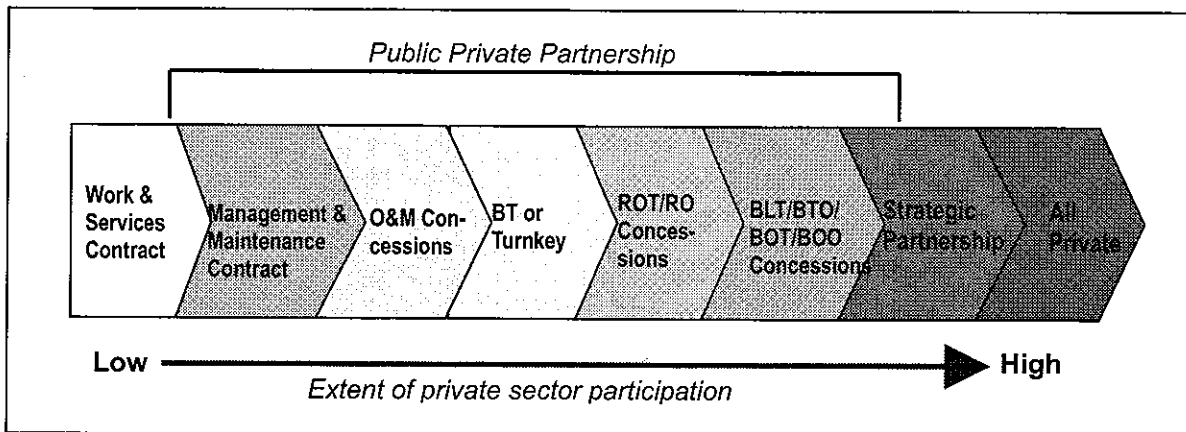 Public Private Partnership
Work &
Services
Contract
Management &
Maintenance
Contract
O&M Con-
cessions
BT or
Turnkey
ROT/RO
Conces-
sions
BLT/BTO/
BOT/BOO
Concessions
Strategic
Partnership
All
Private
Low
High
Extent of private sector participation